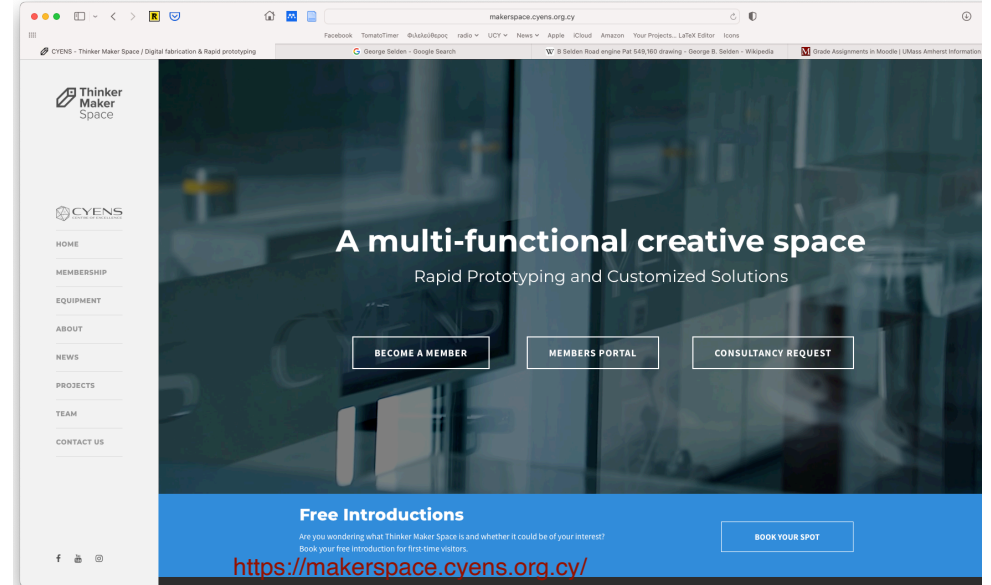 makerspace.cyens.org.cy
Facebook TomatoTimer Φιλελεύθερος radio UCY News Apple iCloud Amazon Your Projects... LaTeX Editor Icons
CYENS - Thinker Maker Space / Digital fabrication & Rapid prototyping
George Selden - Google Search
B Selden Road engine Pat 549,160 drawing - George B. Selden - Wikipedia
Grade Assignments in Moodle | UMass Amherst Information
Thinker
Maker
Space
CYENS
CENTRE OF EXCELLENCE
HOME
MEMBERSHIP
EQUIPMENT
ABOUT
NEWS
PROJECTS
TEAM
CONTACT US
A multi-functional creative space
Rapid Prototyping and Customized Solutions
BECOME A MEMBER
MEMBERS PORTAL
CONSULTANCY REQUEST
Free Introductions
Are you wondering what Thinker Maker Space is and whether it could be of your interest?
Book your free introduction for first-time visitors.
BOOK YOUR SPOT
https://makerspace.cyens.org.cy/